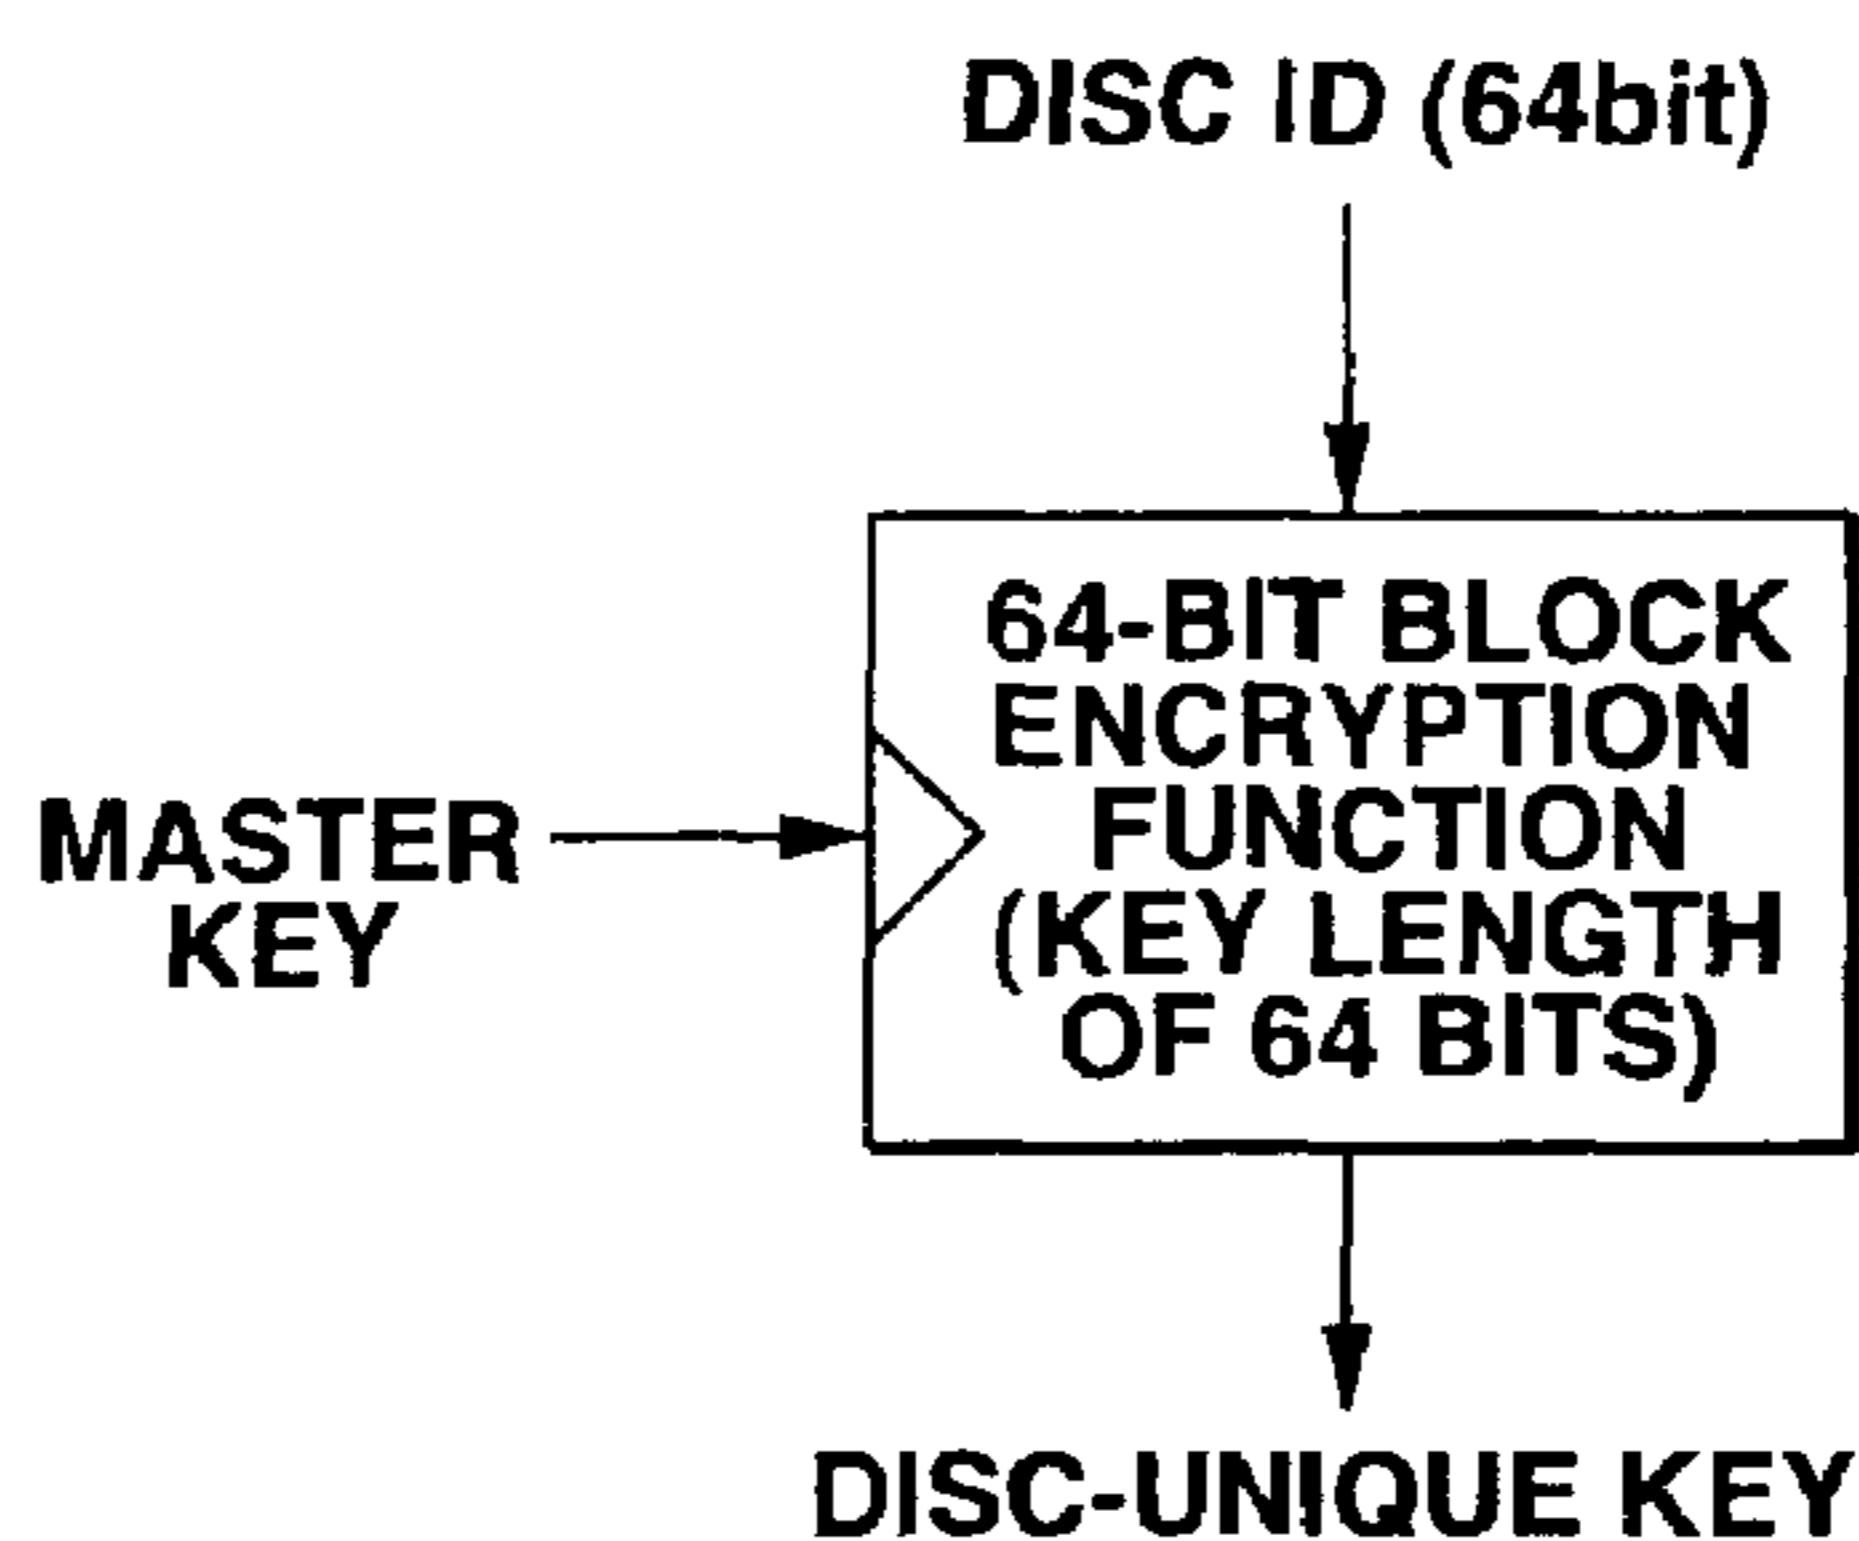 DISC ID (64bit)
64-BIT BLOCK
ENCRYPTION
FUNCTION
(KEY LENGTH
OF 64 BITS)
MASTER
KEY
DISC-UNIQUE KEY